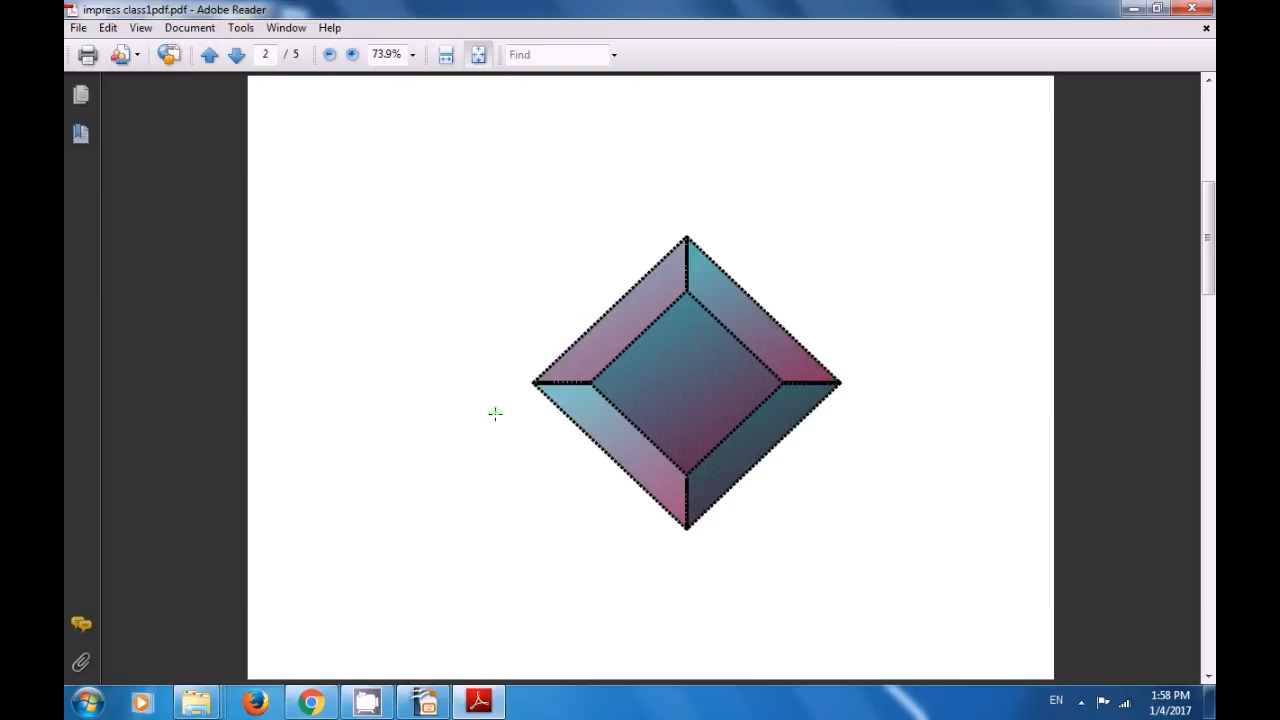 impress class1pdf.pdf - Adobe Reader
File Edit View Document Tools Window Help
2 / 5 73.9% Find
EN 1:58 PM
1/4/2017